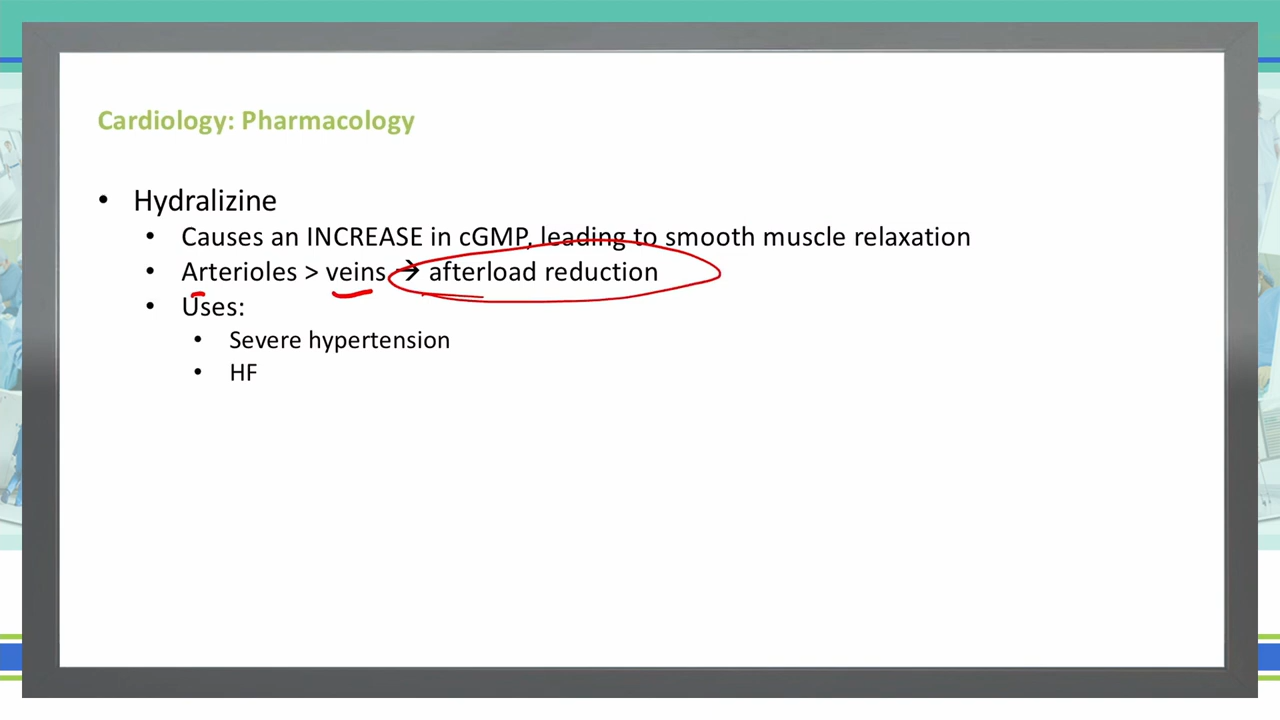 Cardiology: Pharmacology
• Hydralizine
• Causes an INCREASE in cGMP, leading to smooth muscle relaxation
• Arterioles > veins → afterload reduction
• Uses:
• Severe hypertension
• HF